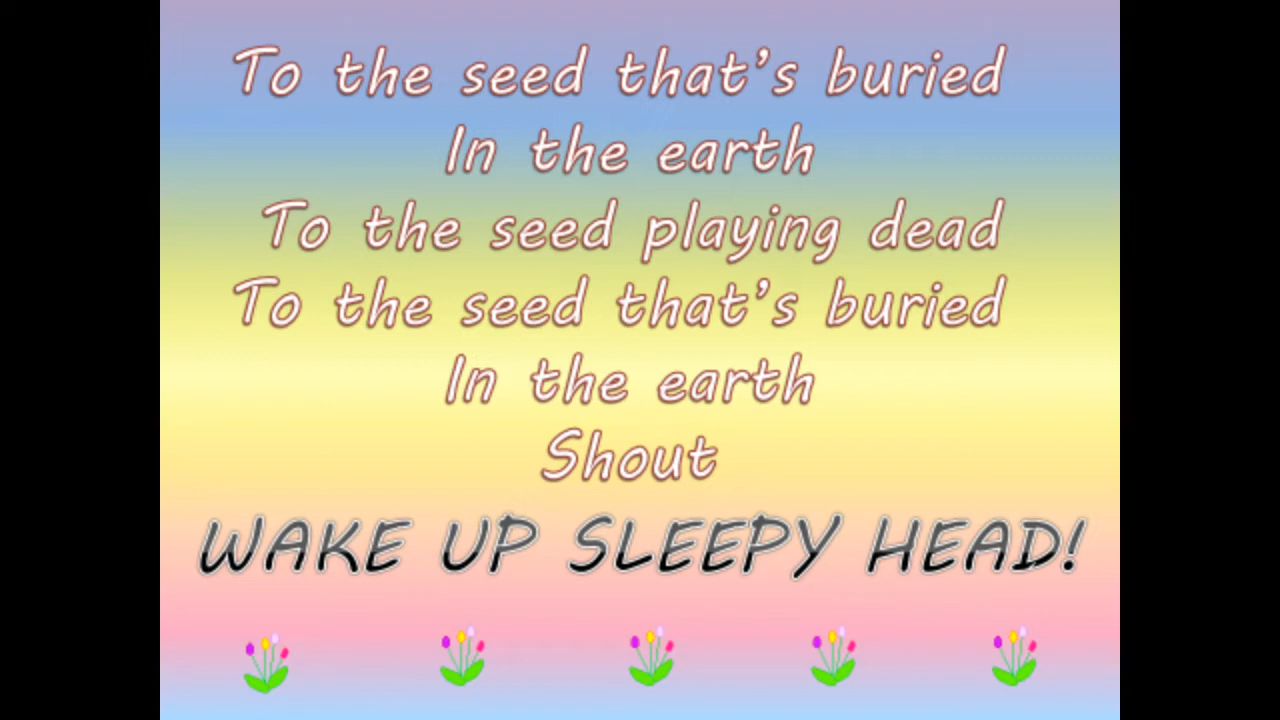 To the seed that’s buried
In the earth
To the seed playing dead
To the seed that’s buried
In the earth
Shout
WAKE UP SLEEPY HEAD!